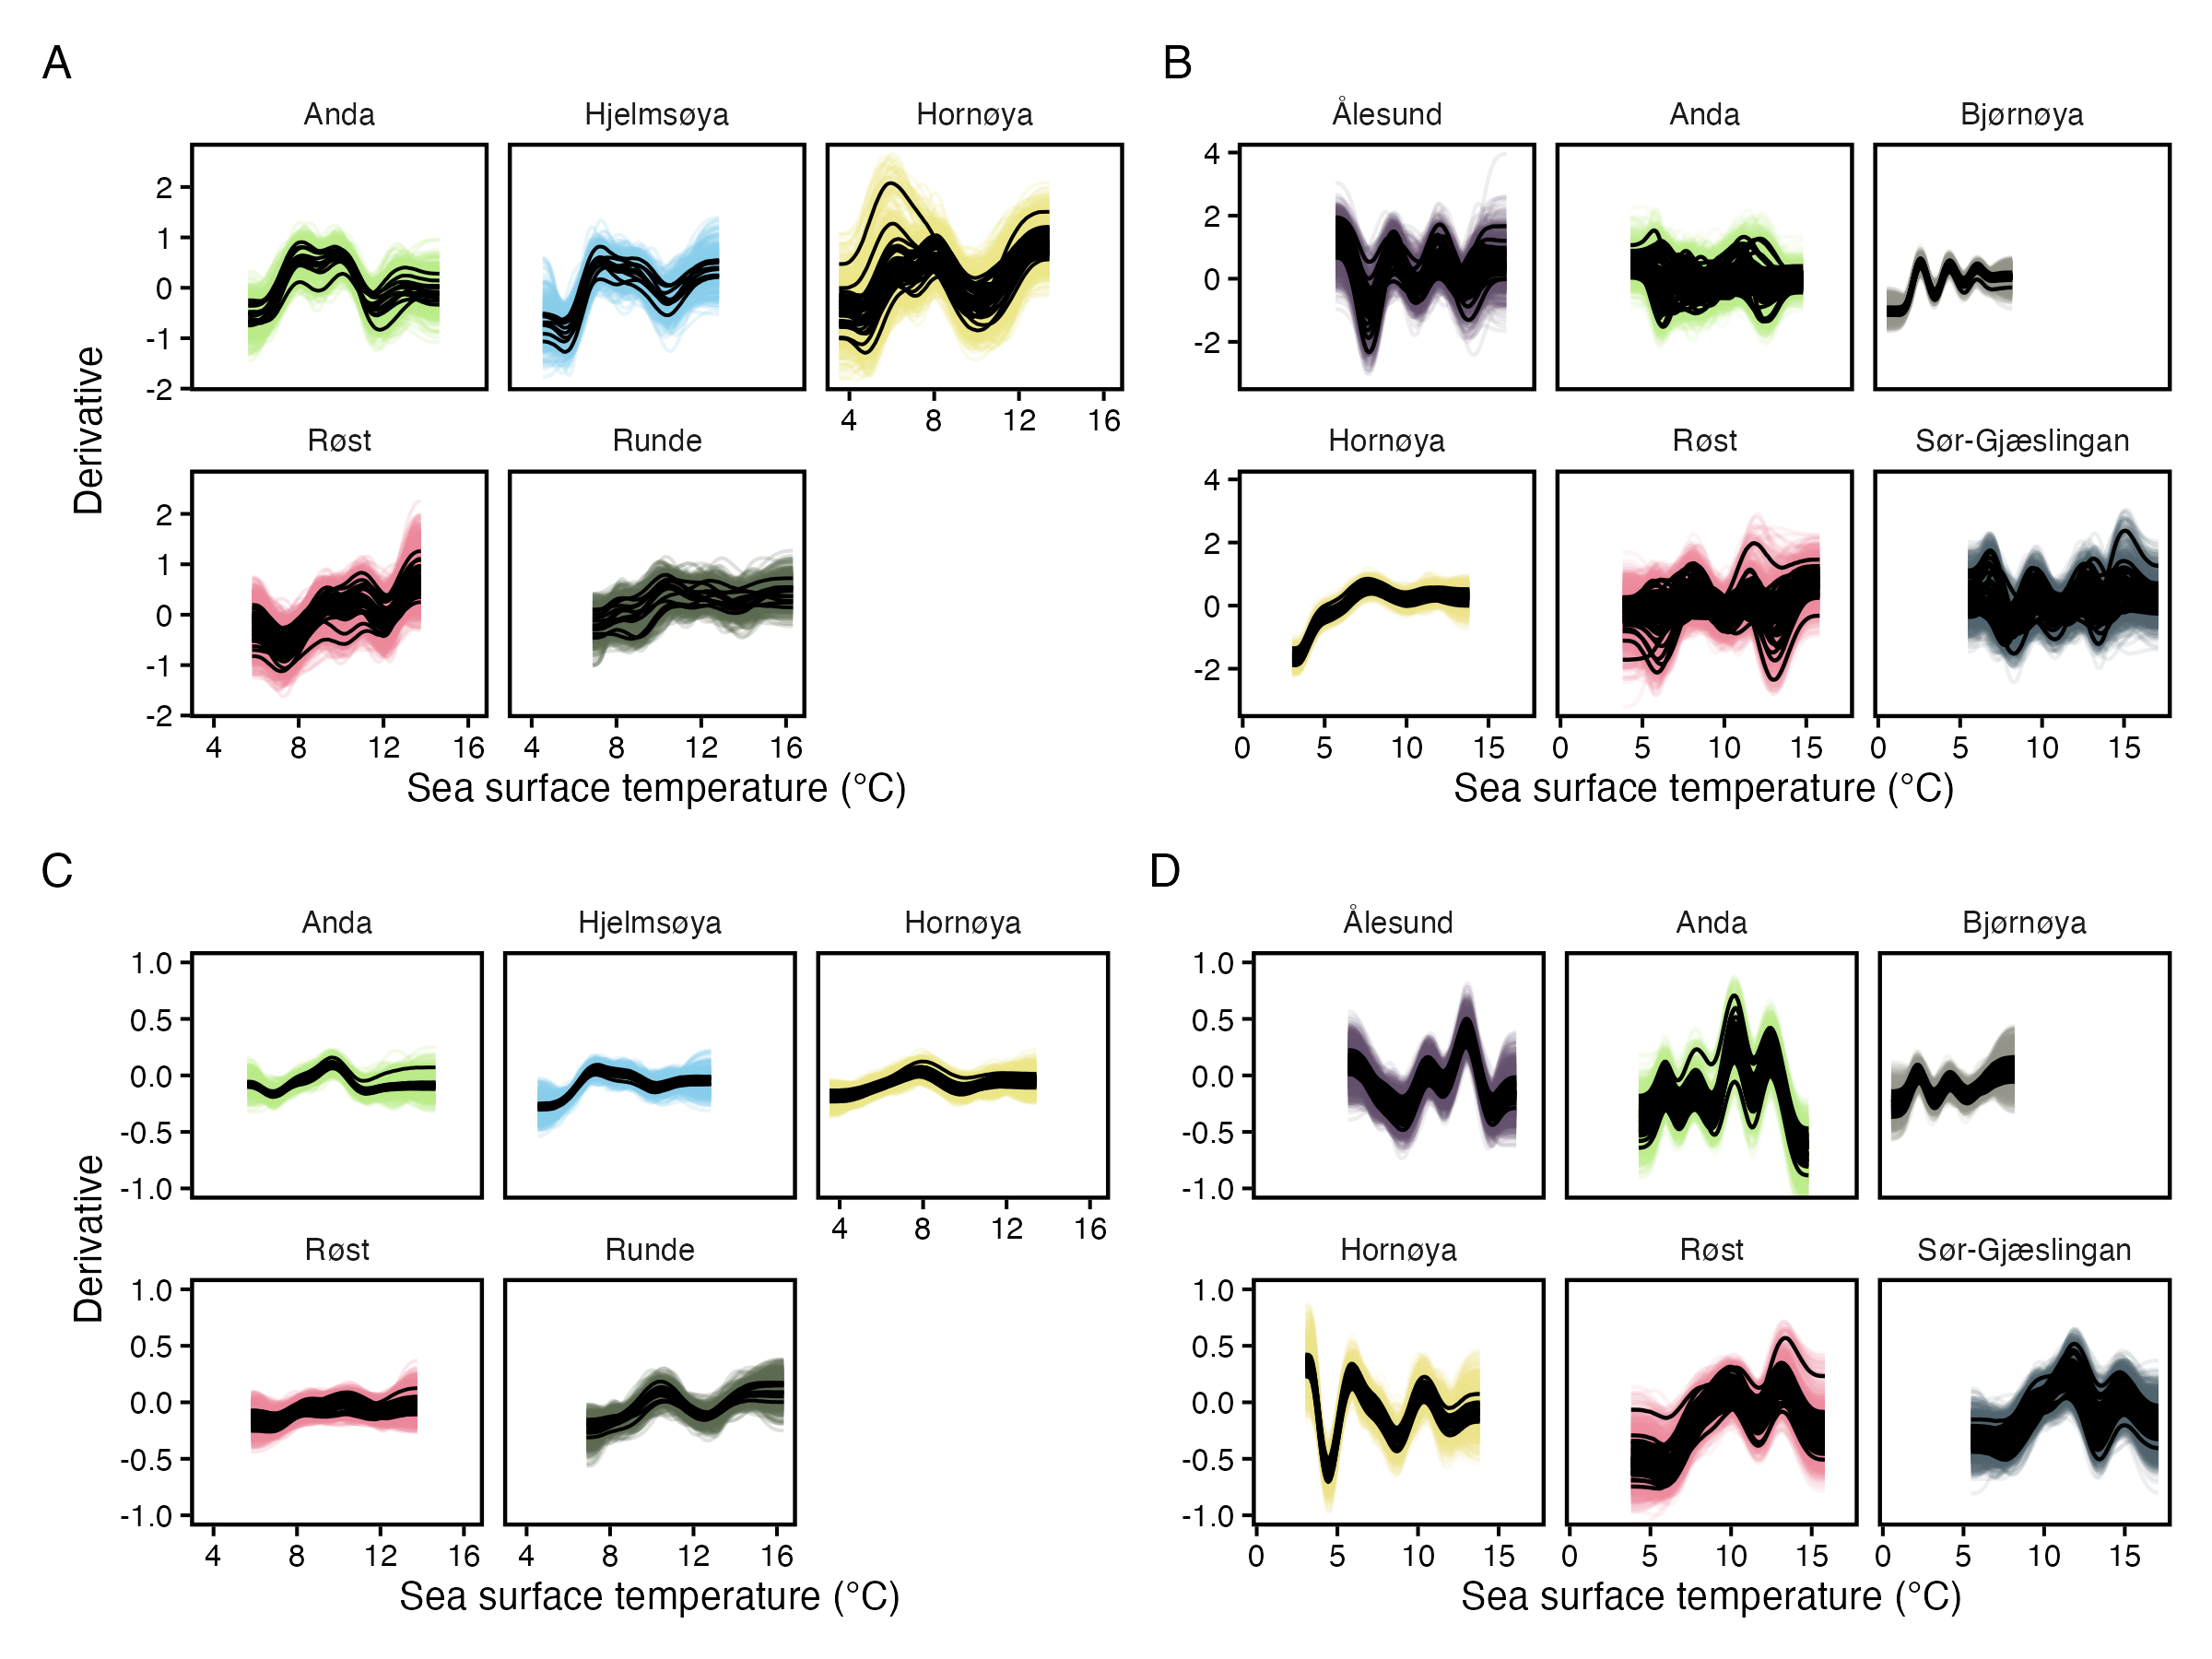 A
Anda Hjelmsøya Hornøya
2
1
0
-1
-2
4 8 12 16
Røst Runde
2
1
0
-1
-2
4 8 12 16 4 8 12 16
Derivative
Sea surface temperature (°C)
B
Ålesund Anda Bjørnøya
4
2
0
-2
Hornøya Røst Sør-Gjæslingan
4
2
0
-2
0 5 10 15 0 5 10 15 0 5 10 15
Sea surface temperature (°C)
C
Anda Hjelmsøya Hornøya
1.0
0.5
0.0
-0.5
-1.0
4 8 12 16
Røst Runde
1.0
0.5
0.0
-0.5
-1.0
4 8 12 16 4 8 12 16
Derivative
Sea surface temperature (°C)
D
Ålesund Anda Bjørnøya
1.0
0.5
0.0
-0.5
-1.0
Hornøya Røst Sør-Gjæslingan
1.0
0.5
0.0
-0.5
-1.0
0 5 10 15 0 5 10 15 0 5 10 15
Sea surface temperature (°C)